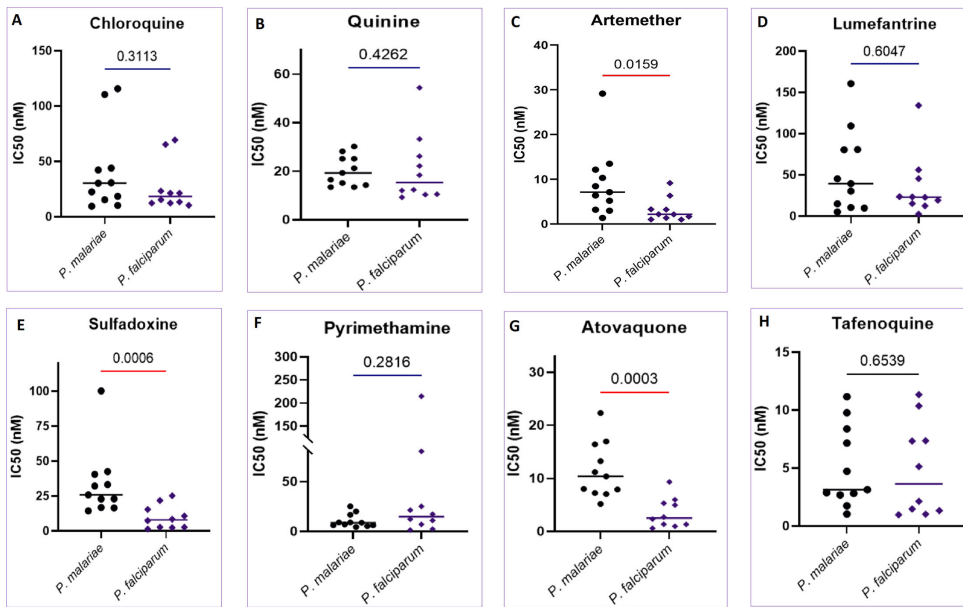 A
Chloroquine
0.3113
IC50 (nM)
150
100
50
0
P. malariae
P. falciparum
B
Quinine
0.4262
IC50 (nM)
60
40
20
0
P. malariae
P. falciparum
C
Artemether
0.0159
IC50 (nM)
40
30
20
10
0
P. malariae
P. falciparum
D
Lumefantrine
0.6047
IC50 (nM)
200
150
100
50
0
P. malariae
P. falciparum
E
Sulfadoxine
0.0006
IC50 (nM)
100
75
50
25
0
P. malariae
P. falciparum
F
Pyrimethamine
0.2816
IC50 (nM)
300
250
200
150
50
0
P. malariae
P. falciparum
G
Atovaquone
0.0003
IC50 (nM)
30
20
10
0
P. malariae
P. falciparum
H
Tafenoquine
0.6539
IC50 (nM)
15
10
5
0
P. malariae
P. falciparum